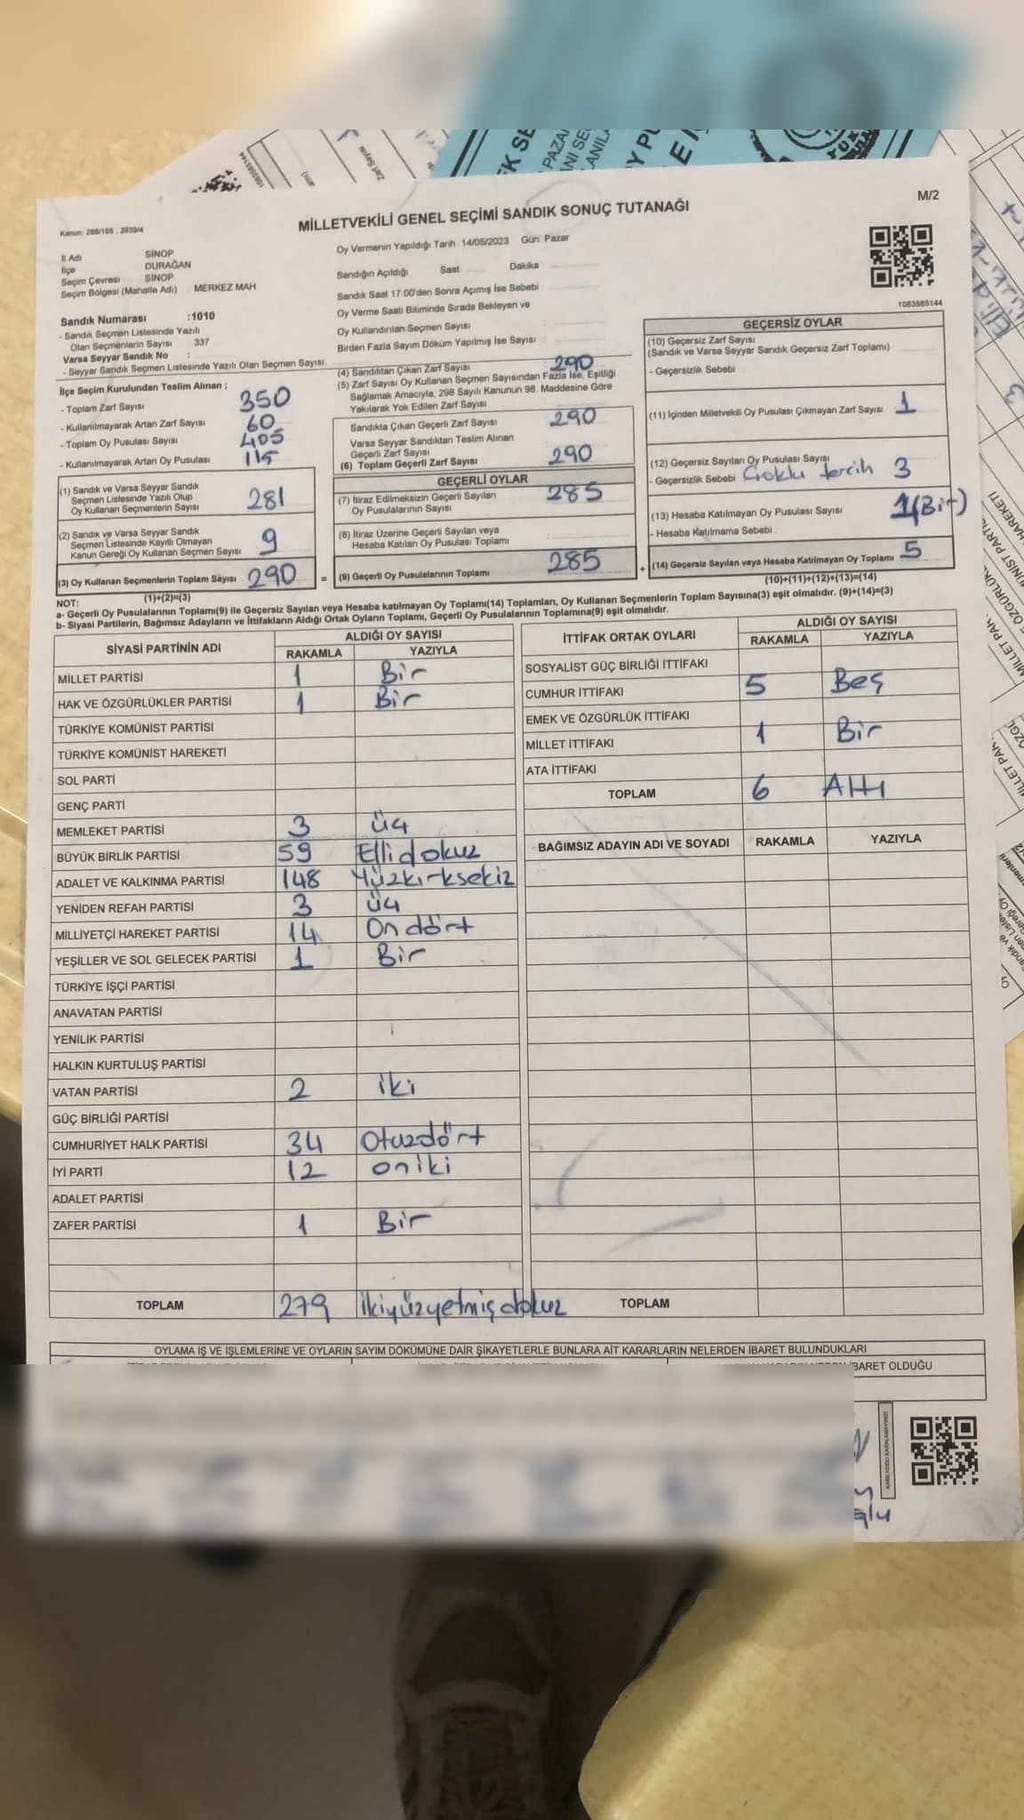 M/2
MİLLETVEKİLİ GENEL SEÇİMİ SANDIK SONUÇ TUTANAĞI
İl Adı SİNOP
İlçe DURAĞAN
Seçim Çevresi SİNOP
Seçim Bölgesi (Mahalle Adı) MERKEZ MAH
Sandık Numarası :1010
- Sandık Seçmen Listesinde Yazılı
Olan Seçmenlerin Sayısı 337
Varsa Seyyar Sandık No :
- Seyyar Sandık Seçmen Listesinde Yazılı Olan Seçmen Sayısı
Oy Vermenin Yapıldığı Tarih : 14/05/2023 Gün: Pazar
Sandığın Açıldığı Saat Dakika
Sandık Saat 17:00'den Sonra Açımış İse Sebebi
Oy Verme Saati Bitiminde Sırada Bekleyen ve
Oy Kullandırılan Seçmen Sayısı
Birden Fazla Sayım Döküm Yapılmış İse Sayısı
1083585144
İlçe Seçim Kurulundan Teslim Alınan ;
- Toplam Zarf Sayısı 350
- Kullanılmayarak Artan Zarf Sayısı 60
- Toplam Oy Pusulası Sayısı 405
- Kullanılmayarak Artan Oy Pusulası 115
(1) Sandık ve Varsa Seyyar Sandık
Seçmen Listesinde Yazılı Olup
Oy Kullanan Seçmenlerin Sayısı 281
(2) Sandık ve Varsa Seyyar Sandık
Seçmen Listesinde Kayıtlı Olmayan
Kanun Gereği Oy Kullanan Seçmen Sayısı 9
(3) Oy Kullanan Seçmenlerin Toplam Sayısı 290
(1)+(2)=(3)
(4) Sandıktan Çıkan Zarf Sayısı 290
(5) Zarf Sayısı Oy Kullanan Seçmen Sayısından Fazla İse, Eşitliği
Sağlamak Amacıyla, 298 Sayılı Kanunun 98. Maddesine Göre
Yakılarak Yok Edilen Zarf Sayısı
Sandıkta Çıkan Geçerli Zarf Sayısı 290
Varsa Seyyar Sandıktan Teslim Alınan
Geçerli Zarf Sayısı
(6) Toplam Geçerli Zarf Sayısı 290
GEÇERLİ OYLAR
(7) İtiraz Edilmeksizin Geçerli Sayılan
Oy Pusulalarının Sayısı 285
(8) İtiraz Üzerine Geçerli Sayılan veya
Hesaba Katılan Oy Pusulası Toplamı
= (9) Geçerli Oy Pusulalarının Toplamı 285
GEÇERSİZ OYLAR
(10) Geçersiz Zarf Sayısı
(Sandık ve Varsa Seyyar Sandık Geçersiz Zarf Toplamı)
- Geçersizlik Sebebi
(11) İçinden Milletvekili Oy Pusulası Çıkmayan Zarf Sayısı 1
(12) Geçersiz Sayılan Oy Pusulası Sayısı
- Geçersizlik Sebebi Çoklu tercih 3
(13) Hesaba Katılmayan Oy Pusulası Sayısı 1(Bir)
- Hesaba Katılmama Sebebi
+ (14) Geçersiz Sayılan veya Hesaba Katılmayan Oy Toplamı 5
(10)+(11)+(12)+(13)=(14)
NOT:
a- Geçerli Oy Pusulalarının Toplamı(9) ile Geçersiz Sayılan veya Hesaba katılmayan Oy Toplamı(14) Toplamları, Oy Kullanan Seçmenlerin Toplam Sayısına(3) eşit olmalıdır. (9)+(14)=(3)
b- Siyasi Partilerin, Bağımsız Adayların ve İttifakların Aldığı Ortak Oyların Toplamı, Geçerli Oy Pusulalarının Toplamına(9) eşit olmalıdır.
SİYASİ PARTİNİN ADI ALDIĞI OY SAYISI
RAKAMLA YAZIYLA
MİLLET PARTİSİ 1 Bir
HAK VE ÖZGÜRLÜKLER PARTİSİ 1 Bir
TÜRKİYE KOMÜNİST PARTİSİ
TÜRKİYE KOMÜNİST HAREKETİ
SOL PARTİ
GENÇ PARTİ
MEMLEKET PARTİSİ 3 üç
BÜYÜK BİRLİK PARTİSİ 59 Ellidokuz
ADALET VE KALKINMA PARTİSİ 148 Yüzkırksekiz
YENİDEN REFAH PARTİSİ 3 üç
MİLLİYETÇİ HAREKET PARTİSİ 14 Ondört
YEŞİLLER VE SOL GELECEK PARTİSİ 1 Bir
TÜRKİYE İŞÇİ PARTİSİ
ANAVATAN PARTİSİ
YENİLİK PARTİSİ
HALKIN KURTULUŞ PARTİSİ
VATAN PARTİSİ 2 iki
GÜÇ BİRLİĞİ PARTİSİ
CUMHURİYET HALK PARTİSİ 34 Otuzdört
İYİ PARTİ 12 oniki
ADALET PARTİSİ
ZAFER PARTİSİ 1 Bir
TOPLAM 279 ikiyüzyetmişdokuz
İTTİFAK ORTAK OYLARI ALDIĞI OY SAYISI
RAKAMLA YAZIYLA
SOSYALİST GÜÇ BİRLİĞİ İTTİFAKI
CUMHUR İTTİFAKI 5 Beş
EMEK VE ÖZGÜRLÜK İTTİFAKI
MİLLET İTTİFAKI 1 Bir
ATA İTTİFAKI
TOPLAM 6 Altı
BAĞIMSIZ ADAYIN ADI VE SOYADI RAKAMLA YAZIYLA
TOPLAM
OYLAMA İŞ VE İŞLEMLERİNE VE OYLARIN SAYIM DÖKÜMÜNE DAİR ŞİKAYETLERLE BUNLARA AİT KARARLARIN NELERDEN İBARET BULUNDUKLARI
İBARET OLDUĞU